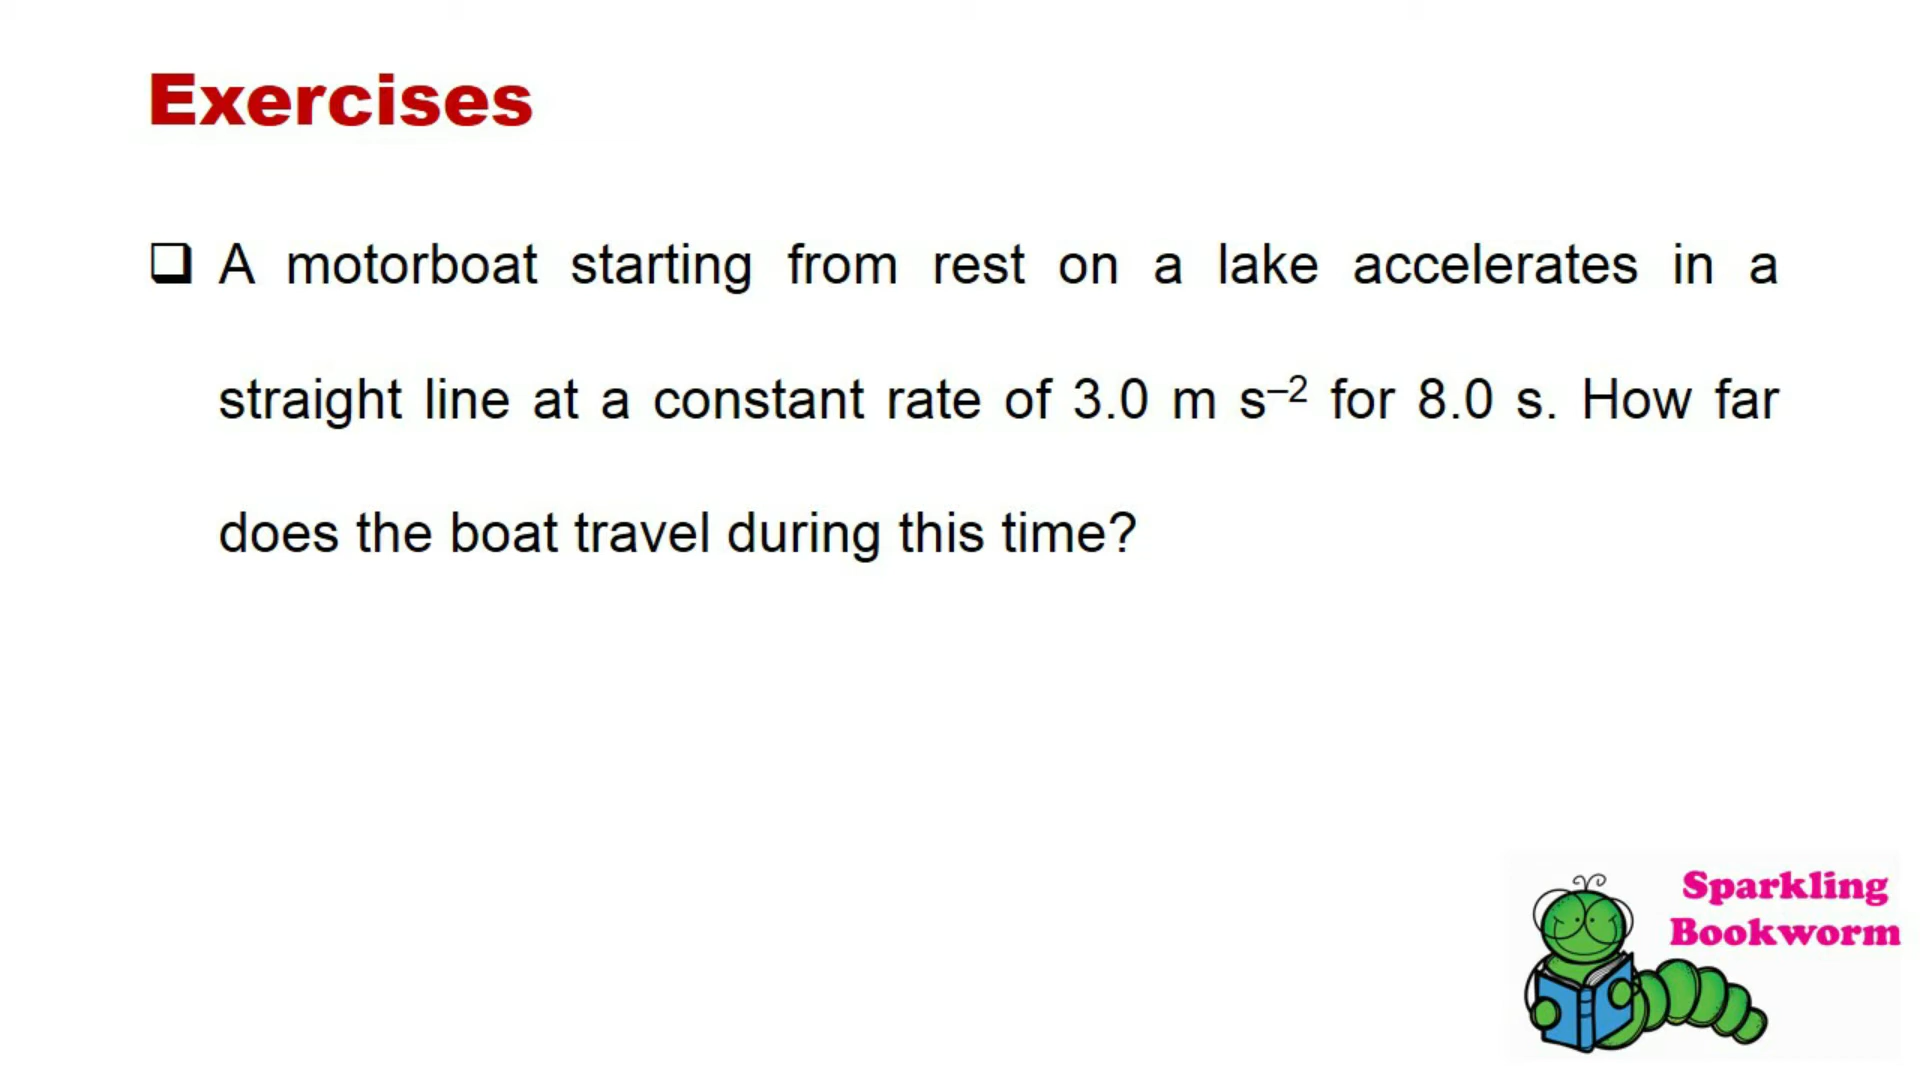 Exercises
❑ A motorboat starting from rest on a lake accelerates in a
straight line at a constant rate of 3.0 m s⁻² for 8.0 s. How far
does the boat travel during this time?
Sparkling
Bookworm